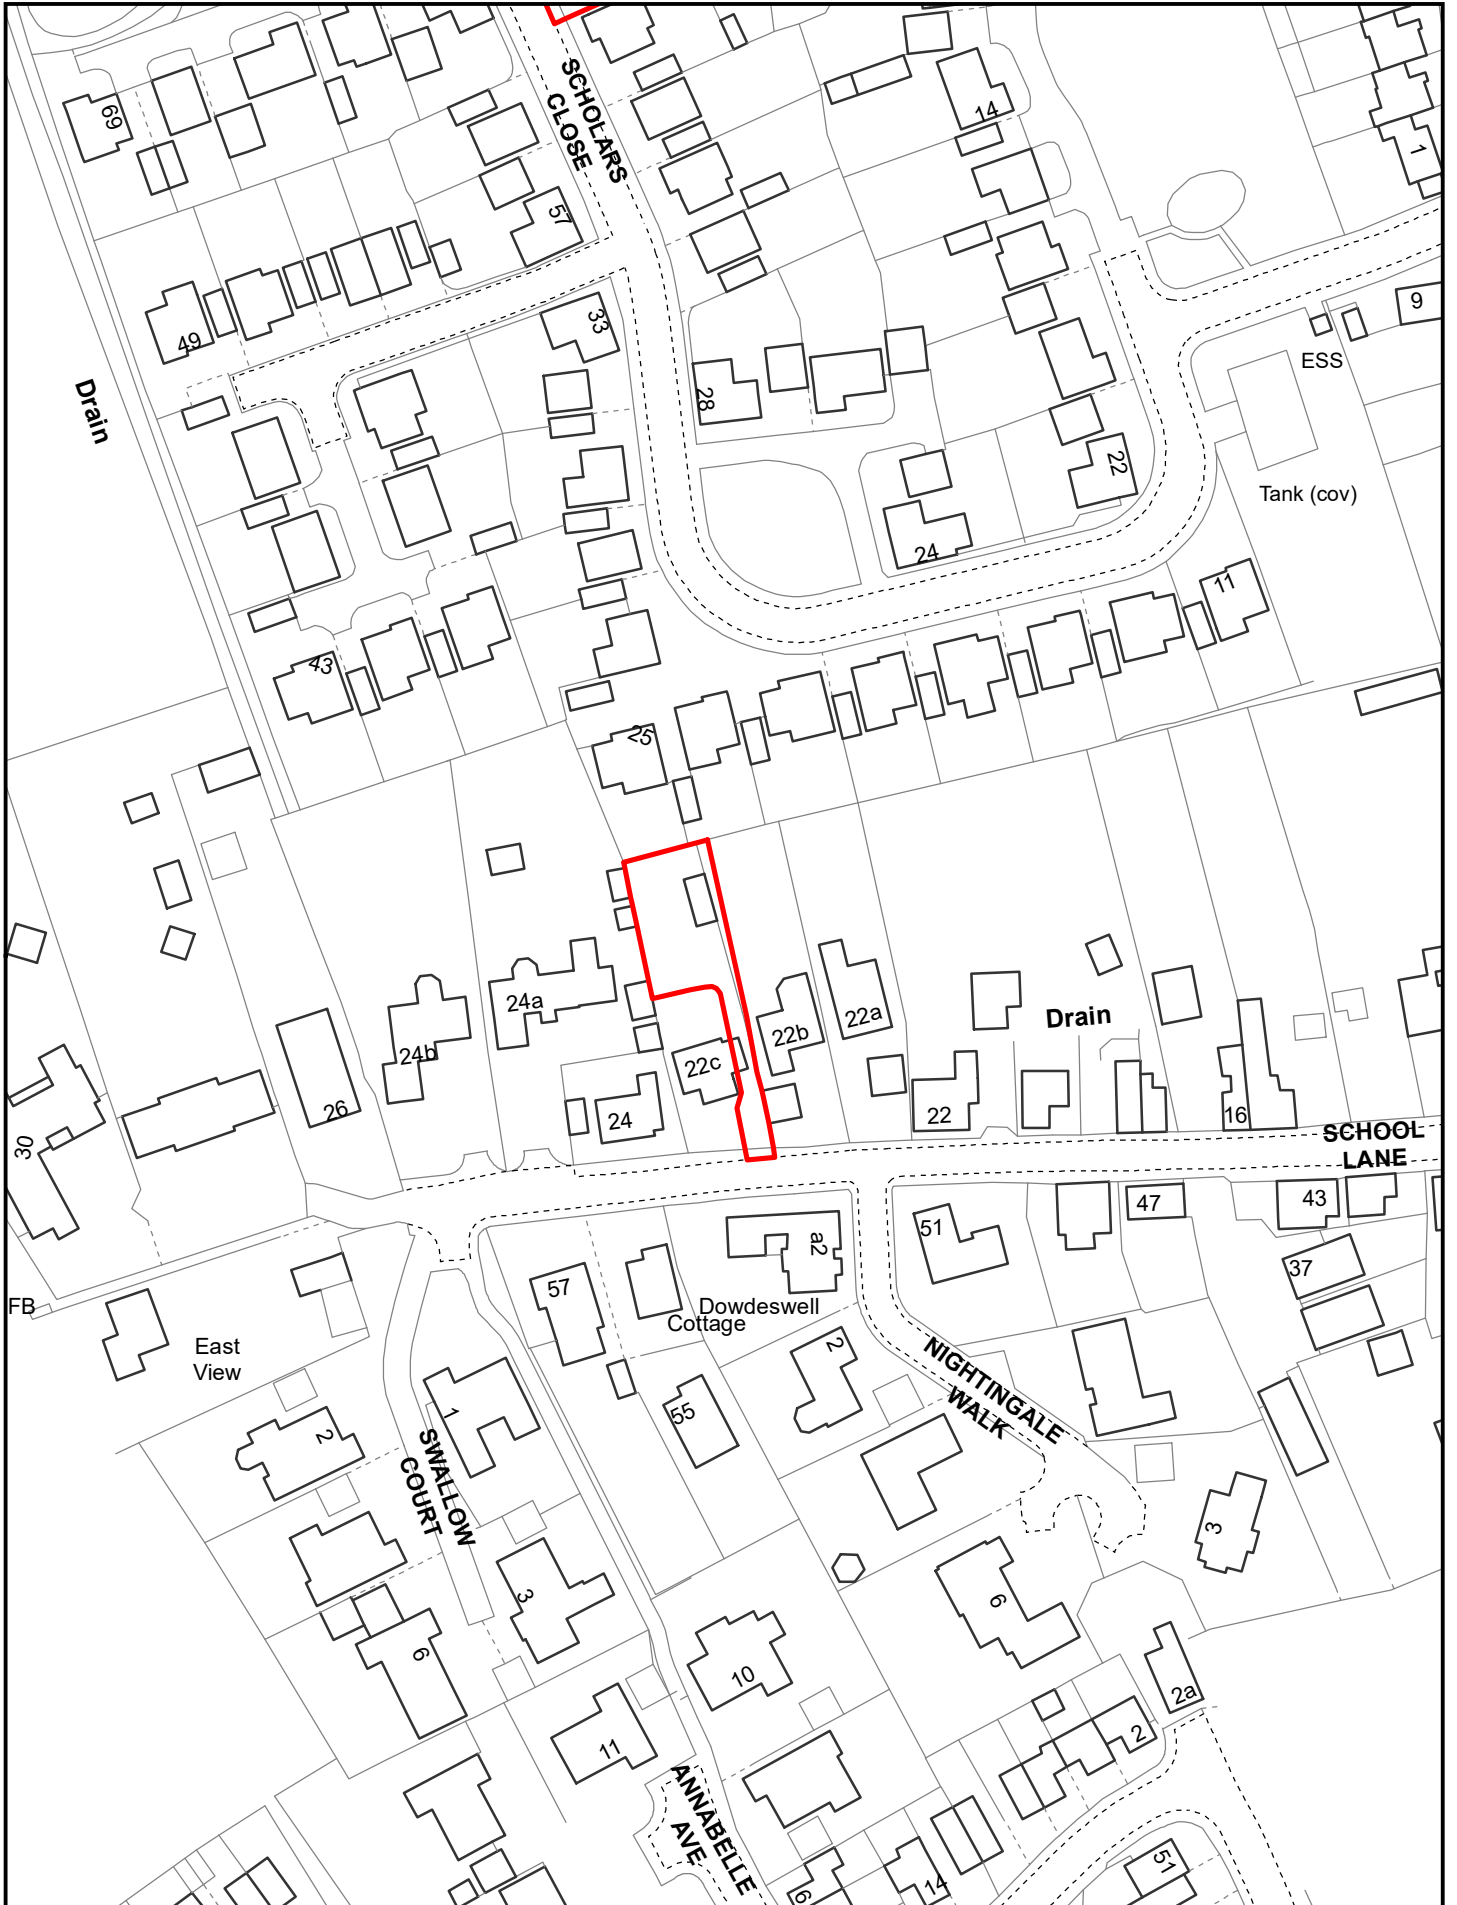 SCHOLARS
CLOSE
69
14
1
57
49
33
9
ESS
Drain
28
22
Tank (cov)
24
11
43
25
24a
22b
22a
Drain
24b
22c
26
24
22
16
30
SCHOOL
LANE
47
43
51
a2
37
57
FB
Dowdeswell
Cottage
East
View
2
NIGHTINGALE
WALK
1
55
2
SWALLOW
COURT
3
3
6
6
10
2a
11
2
ANNABELLE
AVE
51
14
6